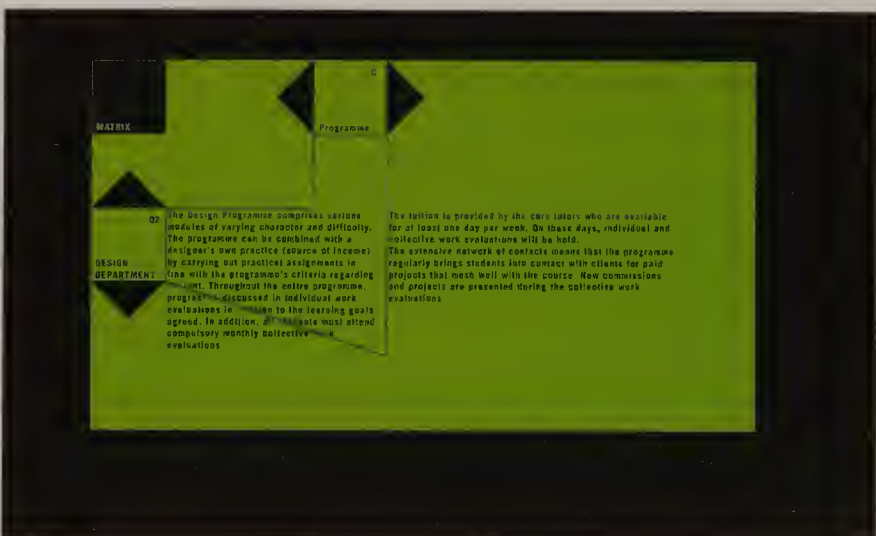 C
MATRIX
Programme
02
DESIGN
DEPARTMENT
The Design Programme comprises various
modules of varying character and difficulty.
The programme can be combined with a
designer's own practice (source of income)
by carrying out practical assignments in
line with the programme's criteria regarding
Throughout the entire programme,
progress discussed in individual work
evaluations in to the learning goals
agreed. In addition, must attend
compulsory monthly collective
evaluations
The tuition is provided by the core tutors who are available
for at least one day per week. On these days, individual and
collective work evaluations will be held.
The extensive network of contacts means that the programme
regularly brings students into contact with clients for paid
projects that mesh well with the course. New commissions
and projects are presented during the collective work
evaluations